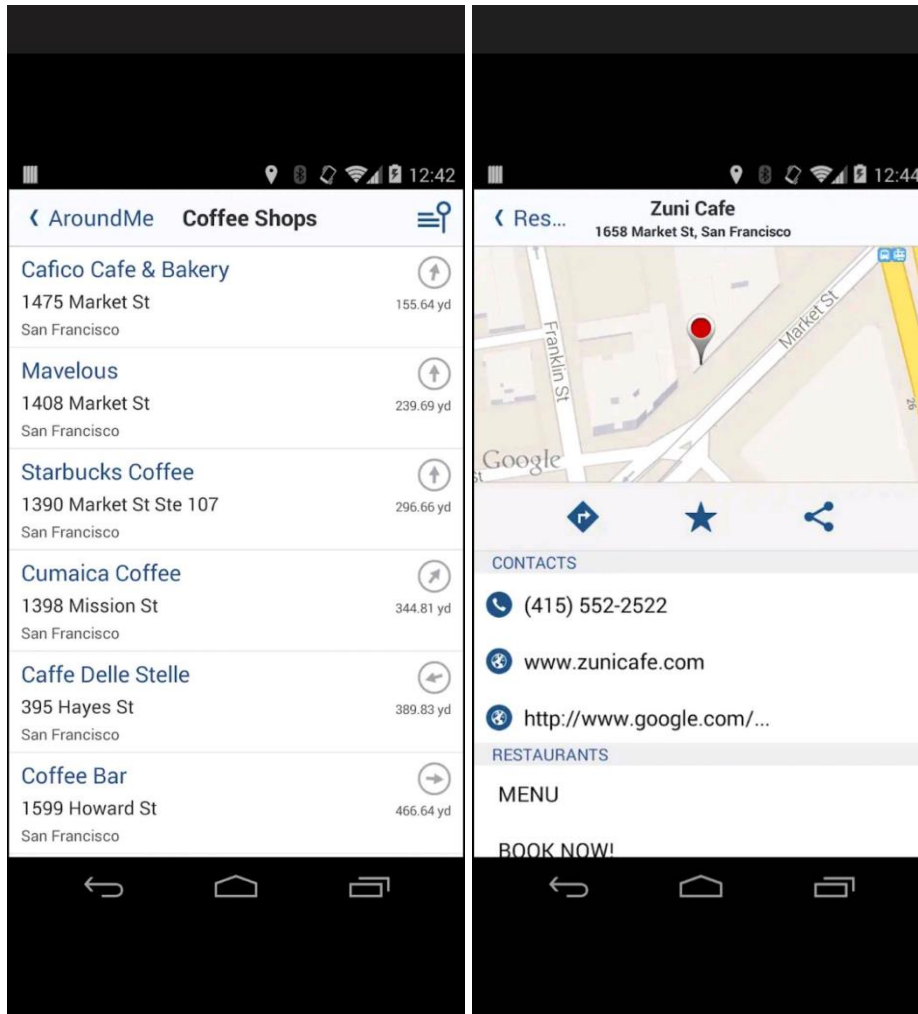 12:42
AroundMe Coffee Shops
Cafico Cafe & Bakery
1475 Market St
155.64 yd
San Francisco
Mavelous
1408 Market St
239.69 yd
San Francisco
Starbucks Coffee
1390 Market St Ste 107
296.66 yd
San Francisco
Cumaica Coffee
1398 Mission St
344.81 yd
San Francisco
Caffe Delle Stelle
395 Hayes St
389.83 yd
San Francisco
Coffee Bar
1599 Howard St
466.64 yd
San Francisco
12:44
Res...
Zuni Cafe
1658 Market St, San Francisco
Franklin St
Market St
26
Google
st
CONTACTS
(415) 552-2522
www.zunicafe.com
http://www.google.com/...
RESTAURANTS
MENU
BOOK NOW!